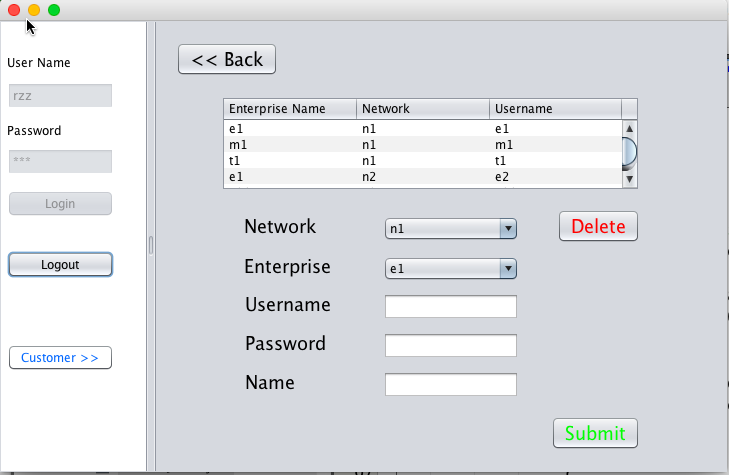 User Name
rzz
Password
***
Login
Logout
Customer >>
<< Back
Enterprise Name Network Username
e1 n1 e1
m1 n1 m1
t1 n1 t1
e1 n2 e2
Network n1 Delete
Enterprise e1
Username
Password
Name
Submit